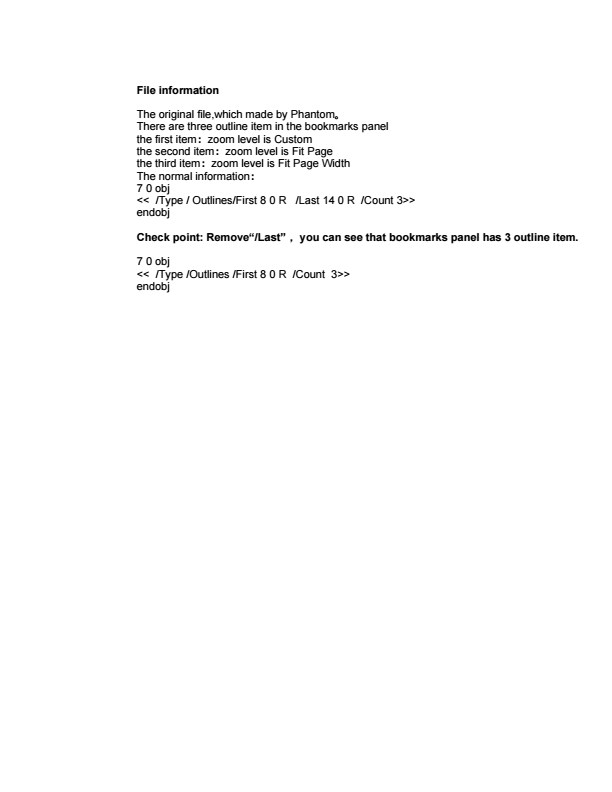 File information
The original file,which made by Phantom。
There are three outline item in the bookmarks panel
the first item：zoom level is Custom
the second item：zoom level is Fit Page
the third item：zoom level is Fit Page Width
The normal information：
7 0 obj
<< /Type / Outlines/First 8 0 R /Last 14 0 R /Count 3>>
endobj
Check point: Remove“/Last”，you can see that bookmarks panel has 3 outline item.
7 0 obj
<< /Type /Outlines /First 8 0 R /Count 3>>
endobj